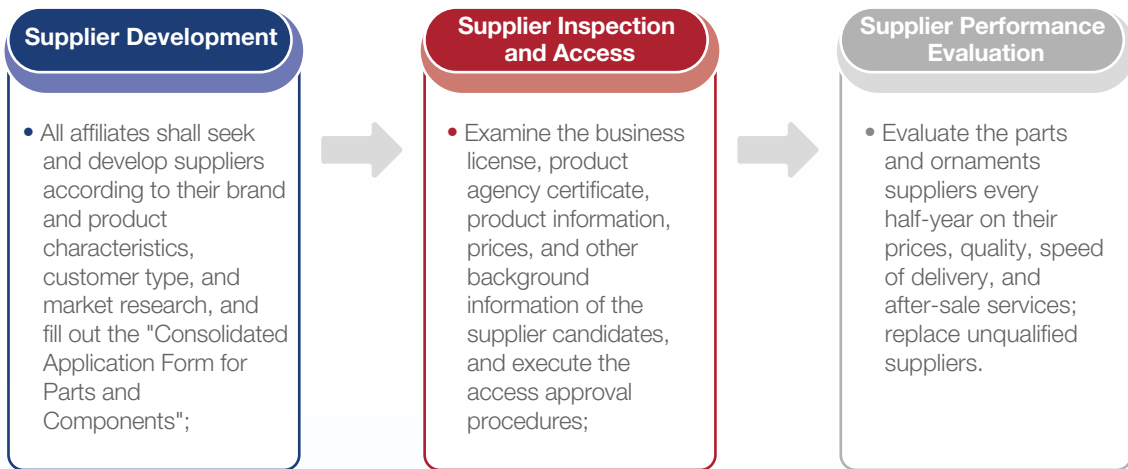 Supplier Development
• All affiliates shall seek
and develop suppliers
according to their brand
and product
characteristics,
customer type, and
market research, and
fill out the "Consolidated
Application Form for
Parts and
Components";
Supplier Inspection
and Access
• Examine the business
license, product
agency certificate,
product information,
prices, and other
background
information of the
supplier candidates,
and execute the
access approval
procedures;
Supplier Performance
Evaluation
• Evaluate the parts
and ornaments
suppliers every
half-year on their
prices, quality, speed
of delivery, and
after-sale services;
replace unqualified
suppliers.